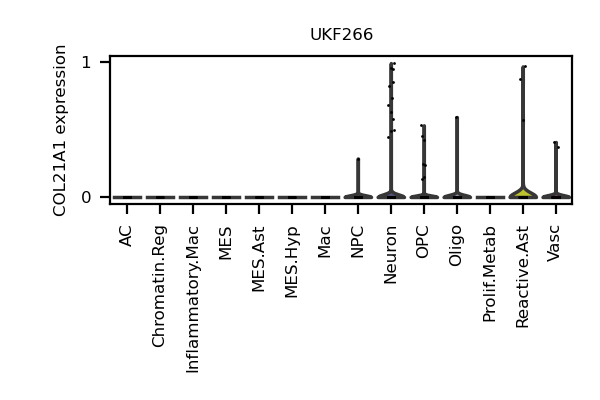 UKF266
COL21A1 expression
1
0
AC
Chromatin.Reg
Inflammatory.Mac
MES
MES.Ast
MES.Hyp
Mac
NPC
Neuron
OPC
Oligo
Prolif.Metab
Reactive.Ast
Vasc